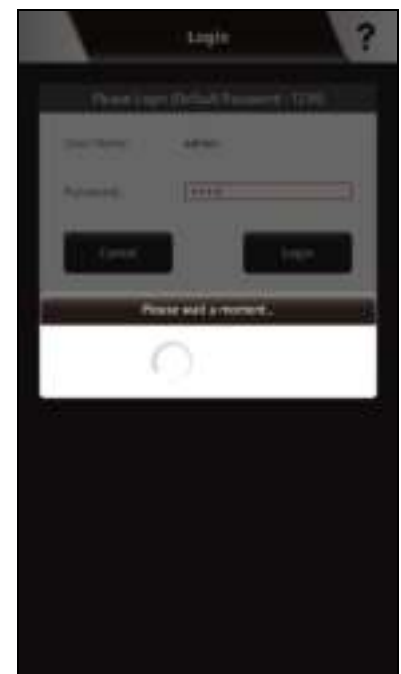 Login ?
Please Login (Default Password : 1234)
User Name: admin
Password: ****
Cancel Login
Please wait a moment..